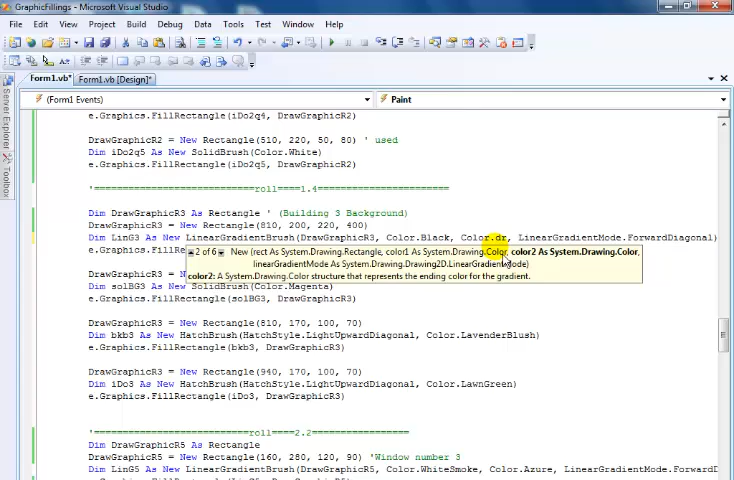 GraphicFillings - Microsoft Visual Studio
File Edit View Project Build Debug Data Tools Test Window Help
Form1.vb* Form1.vb [Design]*
(Form1 Events) Paint
Server Explorer
Toolbox
e.Graphics.FillRectangle(iDo2q4, DrawGraphicR2)
DrawGraphicR2 = New Rectangle(510, 220, 50, 80) ' used
Dim iDo2q5 As New SolidBrush(Color.White)
e.Graphics.FillRectangle(iDo2q5, DrawGraphicR2)
'===========================roll====1.4======================
Dim DrawGraphicR3 As Rectangle ' (Building 3 Background)
DrawGraphicR3 = New Rectangle(810, 200, 220, 400)
Dim LinG3 As New LinearGradientBrush(DrawGraphicR3, Color.Black, Color.dr, LinearGradientMode.ForwardDiagonal)
e.Graphics.F
2 of 6 New (rect As System.Drawing.Rectangle, color1 As System.Drawing.Color, color2 As System.Drawing.Color,
linearGradientMode As System.Drawing.Drawing2D.LinearGradientMode)
color2: A System.Drawing.Color structure that represents the ending color for the gradient.
DrawGraphicR3
Dim solBG3 As New SolidBrush(Color.Magenta)
e.Graphics.FillRectangle(solBG3, DrawGraphicR3)
DrawGraphicR3 = New Rectangle(810, 170, 100, 70)
Dim bkb3 As New HatchBrush(HatchStyle.LightUpwardDiagonal, Color.LavenderBlush)
e.Graphics.FillRectangle(bkb3, DrawGraphicR3)
DrawGraphicR3 = New Rectangle(940, 170, 100, 70)
Dim iDo3 As New HatchBrush(HatchStyle.LightUpwardDiagonal, Color.LawnGreen)
e.Graphics.FillRectangle(iDo3, DrawGraphicR3)
'===========================roll====2.2===============
Dim DrawGraphicR5 As Rectangle
DrawGraphicR5 = New Rectangle(160, 280, 120, 90) 'Window number 3
Dim LinG5 As New LinearGradientBrush(DrawGraphicR5, Color.WhiteSmoke, Color.Azure, LinearGradientMode.ForwardD